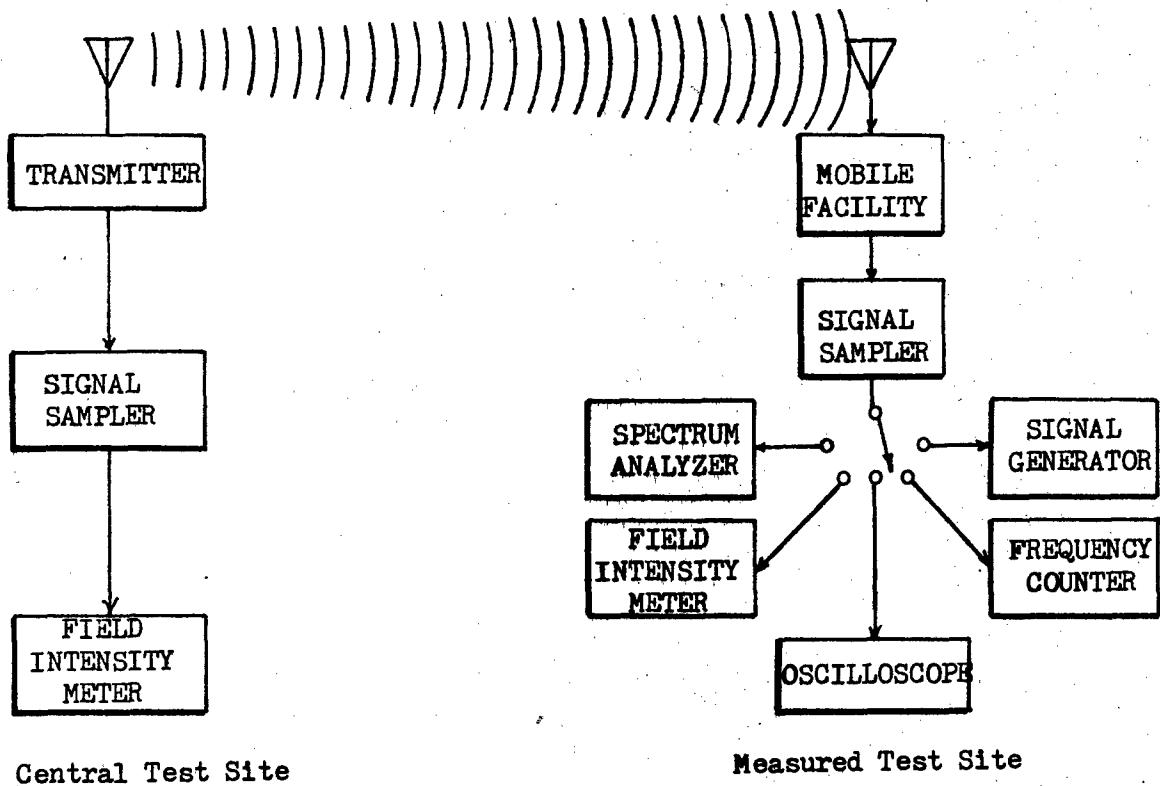 TRANSMITTER
SIGNAL
SAMPLER
FIELD
INTENSITY
METER
Central Test Site
MOBILE
FACILITY
SIGNAL
SAMPLER
SPECTRUM
ANALYZER
SIGNAL
GENERATOR
FIELD
INTENSITY
METER
FREQUENCY
COUNTER
OSCILLOSCOPE
Measured Test Site